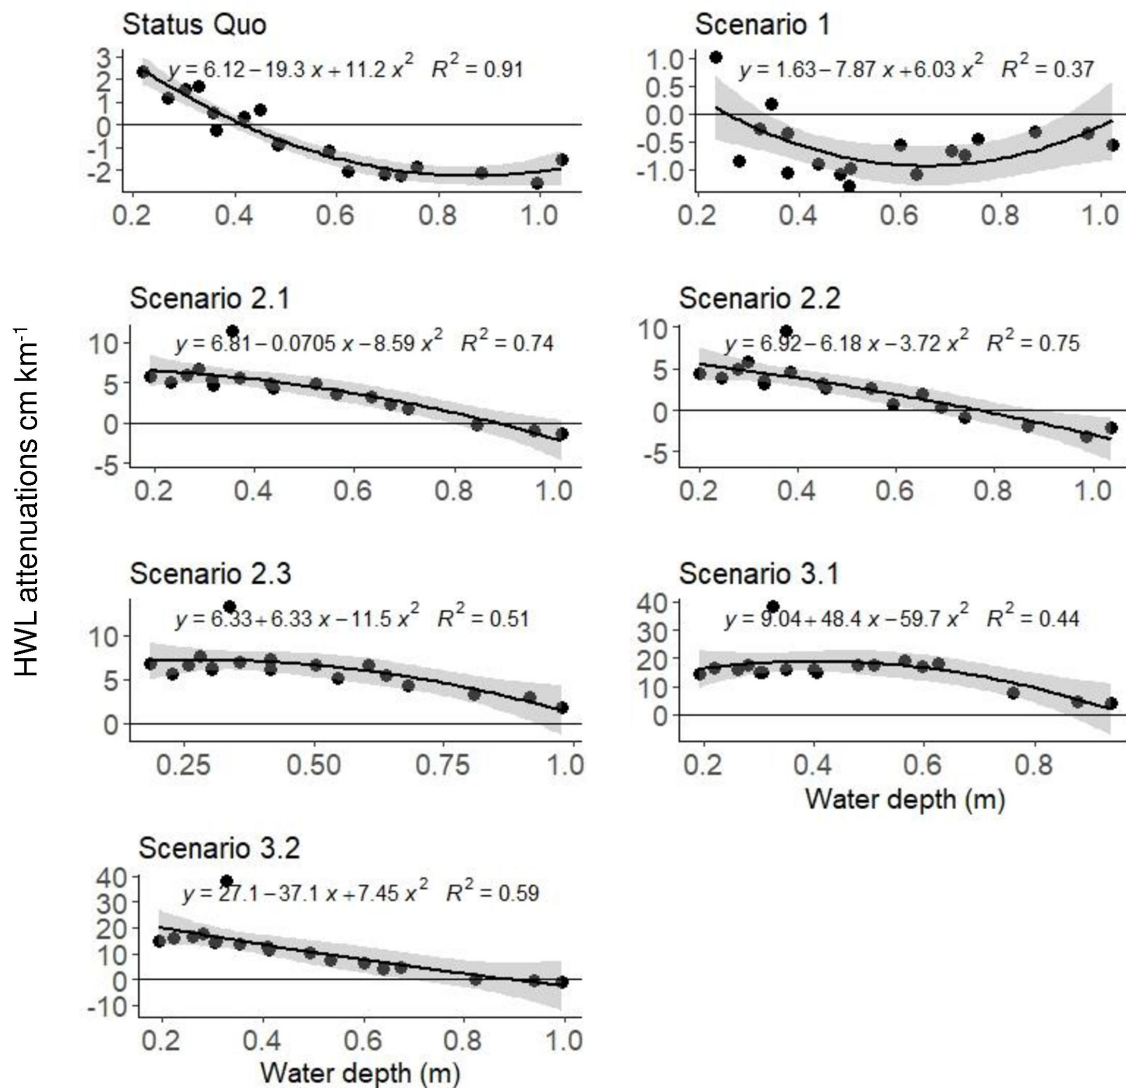 Status Quo
y = 6.12 − 19.3 x + 11.2 x² R² = 0.91
3
2
1
0
-1
-2
0.2 0.4 0.6 0.8 1.0
Scenario 1
y = 1.63 − 7.87 x + 6.03 x² R² = 0.37
1.0
0.5
0.0
-0.5
-1.0
0.2 0.4 0.6 0.8 1.0
HWL attenuations cm km⁻¹
Scenario 2.1
y = 6.81 − 0.0705 x − 8.59 x² R² = 0.74
10
5
0
-5
0.2 0.4 0.6 0.8 1.0
Scenario 2.2
y = 6.92 − 6.18 x − 3.72 x² R² = 0.75
10
5
0
-5
0.2 0.4 0.6 0.8 1.0
Scenario 2.3
y = 6.33 + 6.33 x − 11.5 x² R² = 0.51
10
5
0
0.25 0.50 0.75 1.0
Scenario 3.1
y = 9.04 + 48.4 x − 59.7 x² R² = 0.44
40
30
20
10
0
0.2 0.4 0.6 0.8
Water depth (m)
Scenario 3.2
y = 27.1 − 37.1 x + 7.45 x² R² = 0.59
40
30
20
10
0
-10
0.2 0.4 0.6 0.8 1.0
Water depth (m)